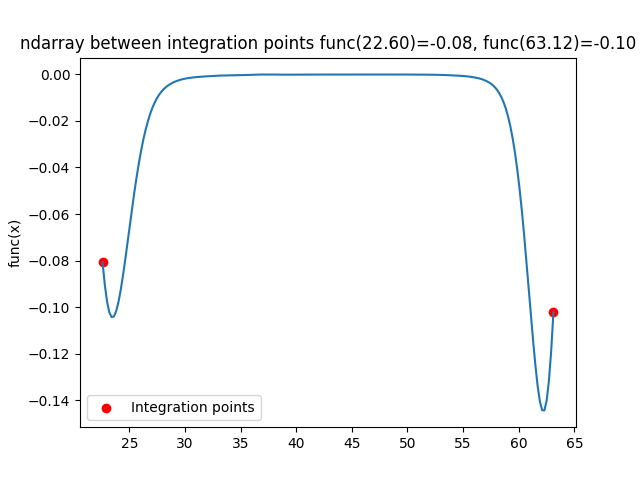 ndarray between integration points func(22.60)=-0.08, func(63.12)=-0.10
0.00
−0.02
−0.04
−0.06
−0.08
−0.10
−0.12
−0.14
func(x)
Integration points
25 30 35 40 45 50 55 60 65